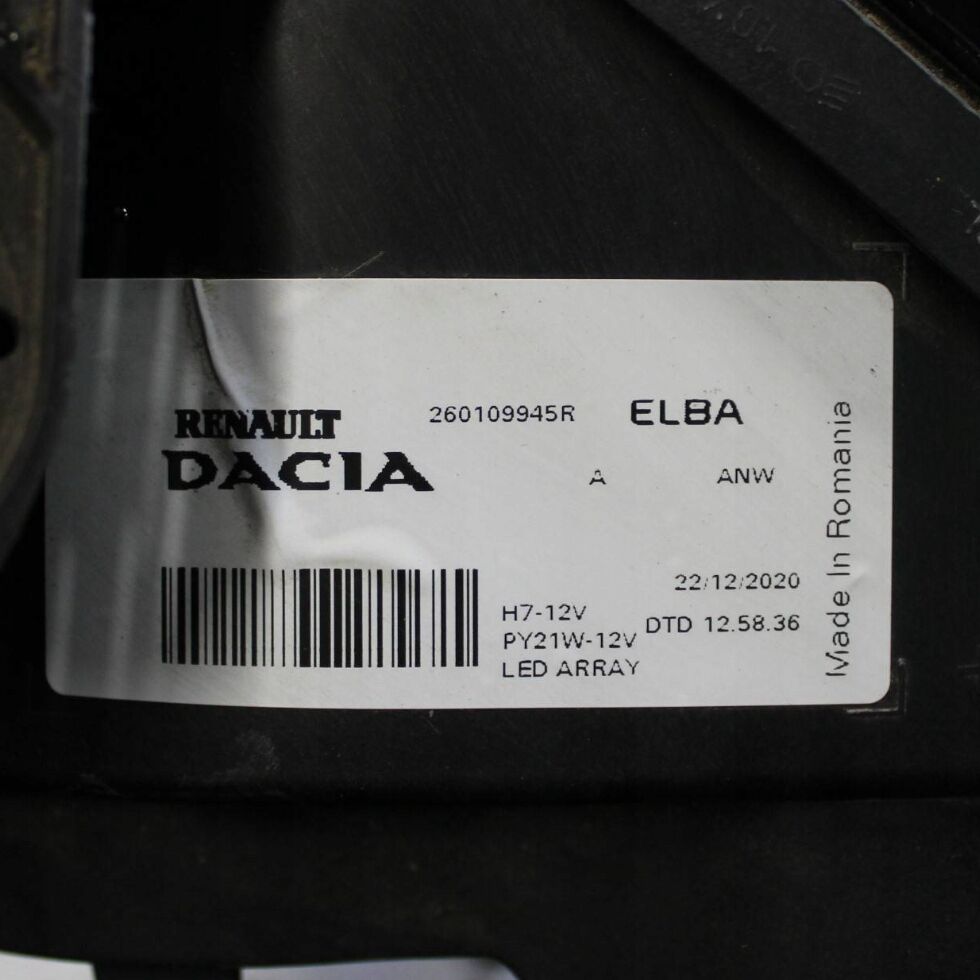 RENAULT 260109945R ELBA
DACIA A ANW
22/12/2020
H7-12V
DTD 12.58.36
PY21W-12V
LED ARRAY
Made In Romania